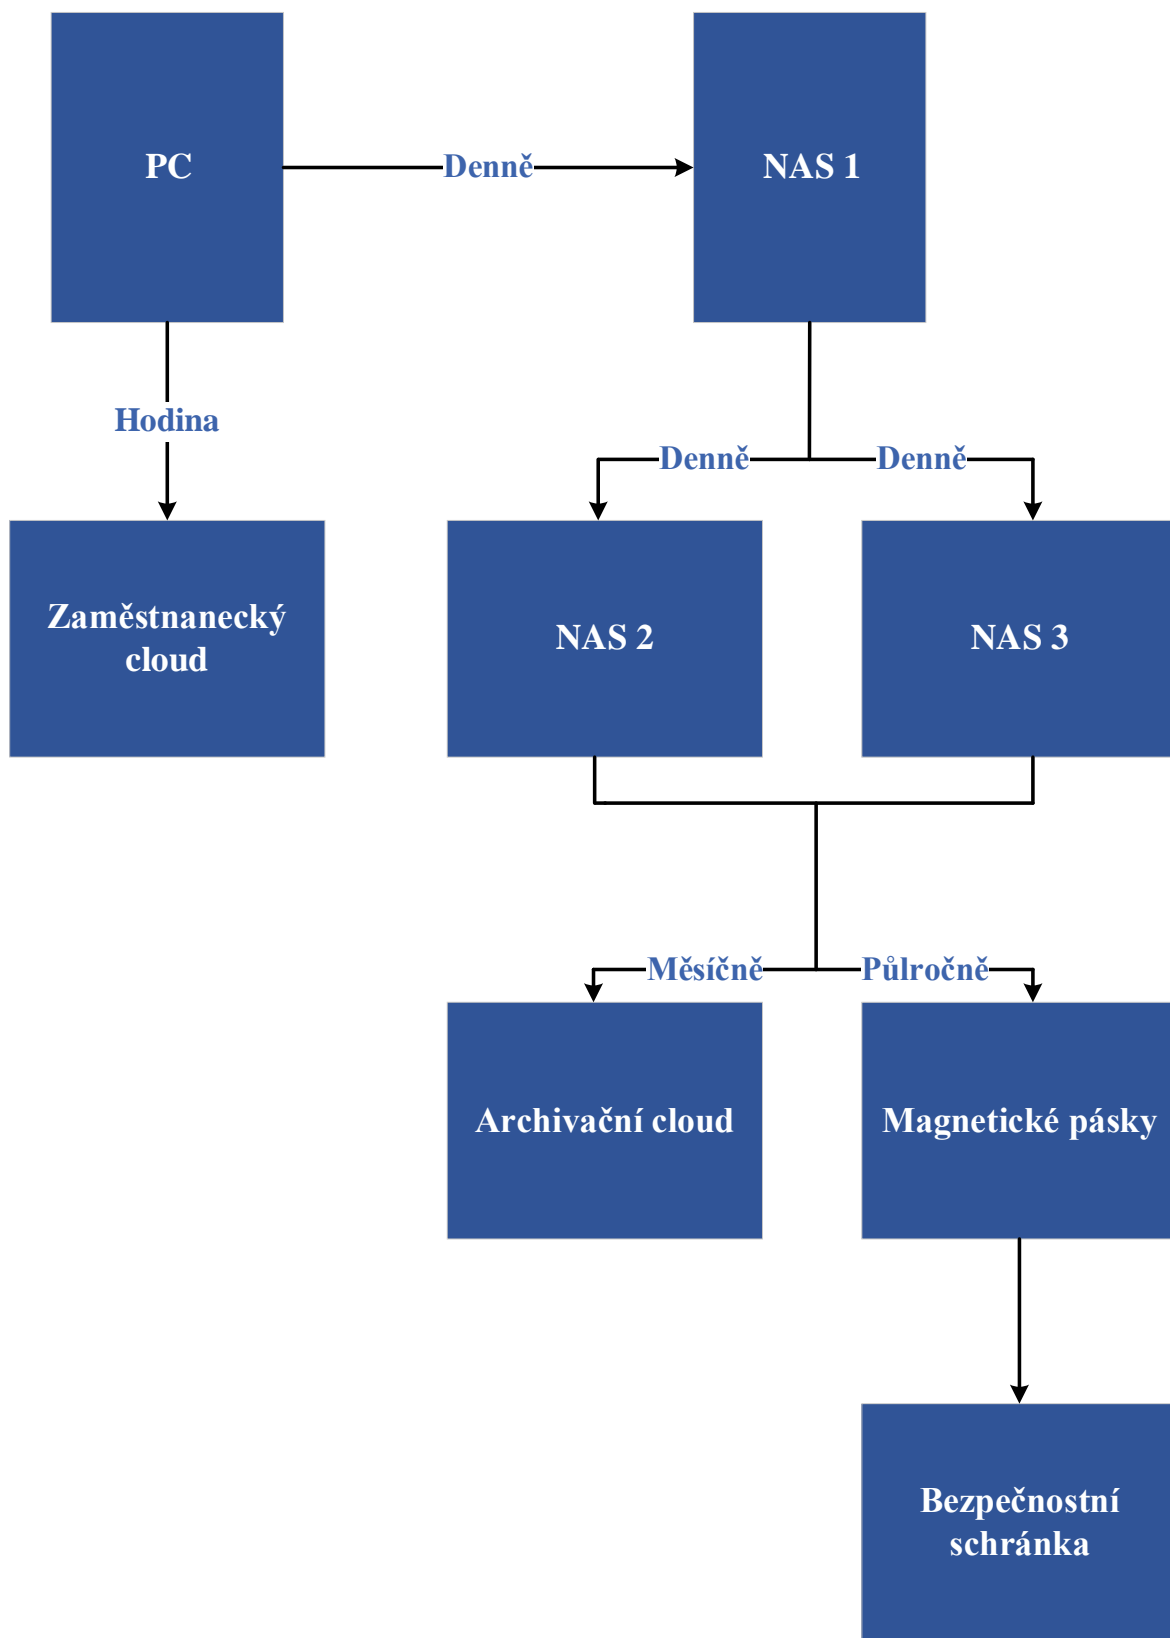 PC
Denně
NAS 1
Hodina
Denně
Denně
Zaměstnanecký
cloud
NAS 2
NAS 3
Měsíčně
Půlročně
Archivační cloud
Magnetické pásky
Bezpečnostní
schránka